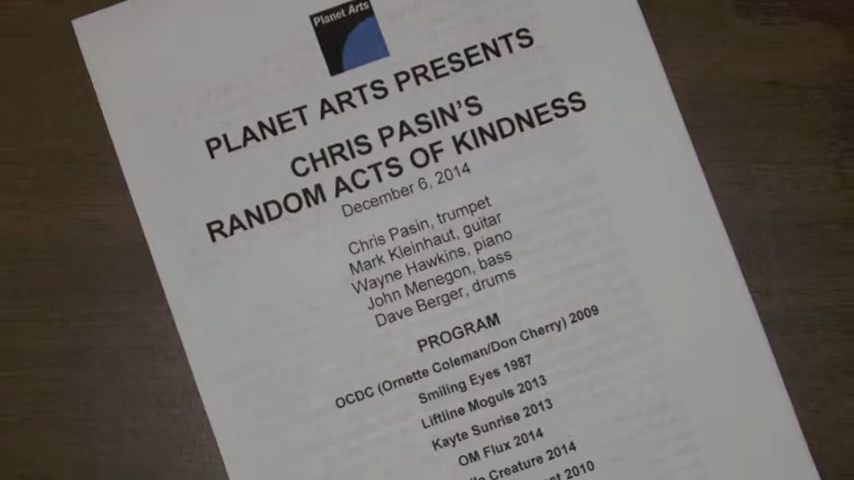 Planet Arts
PLANET ARTS PRESENTS
CHRIS PASIN'S
RANDOM ACTS OF KINDNESS
December 6, 2014
Chris Pasin, trumpet
Mark Kleinhaut, guitar
Wayne Hawkins, piano
John Menegon, bass
Dave Berger, drums
PROGRAM
OCDC (Ornette Coleman/Don Cherry) 2009
Smiling Eyes 1987
Liftline Moguls 2013
Kayte Sunrise 2013
OM Flux 2014
Creature 2014
2010